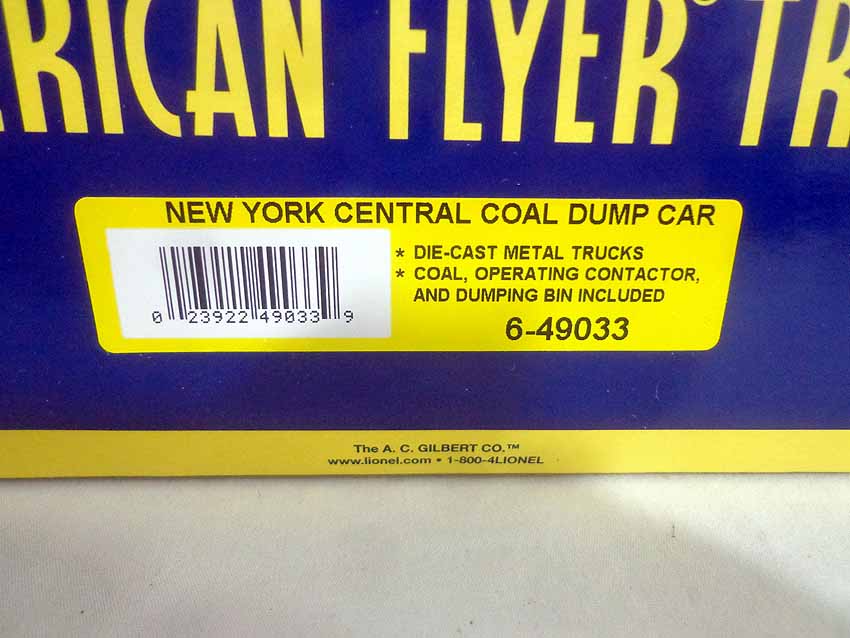 RICAN FLYER® TR
NEW YORK CENTRAL COAL DUMP CAR
* DIE-CAST METAL TRUCKS
* COAL, OPERATING CONTACTOR,
AND DUMPING BIN INCLUDED
0 23922 49033 9
6-49033
The A. C. GILBERT CO.™
www.lionel.com • 1-800-4LIONEL